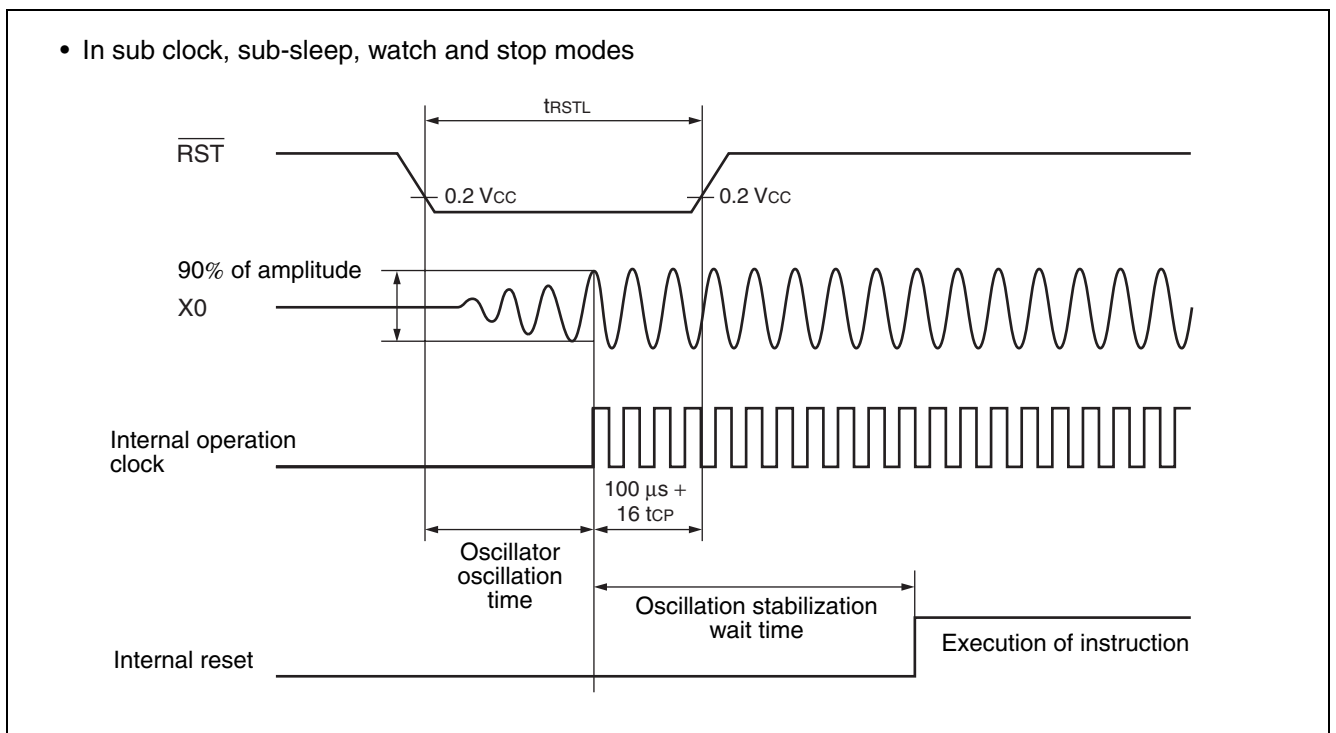 • In sub clock, sub-sleep, watch and stop modes
tRSTL
RST
0.2 VCC
0.2 VCC
90% of amplitude
X0
Internal operation
clock
100 μs +
16 tCP
Oscillator
oscillation
time
Oscillation stabilization
wait time
Execution of instruction
Internal reset